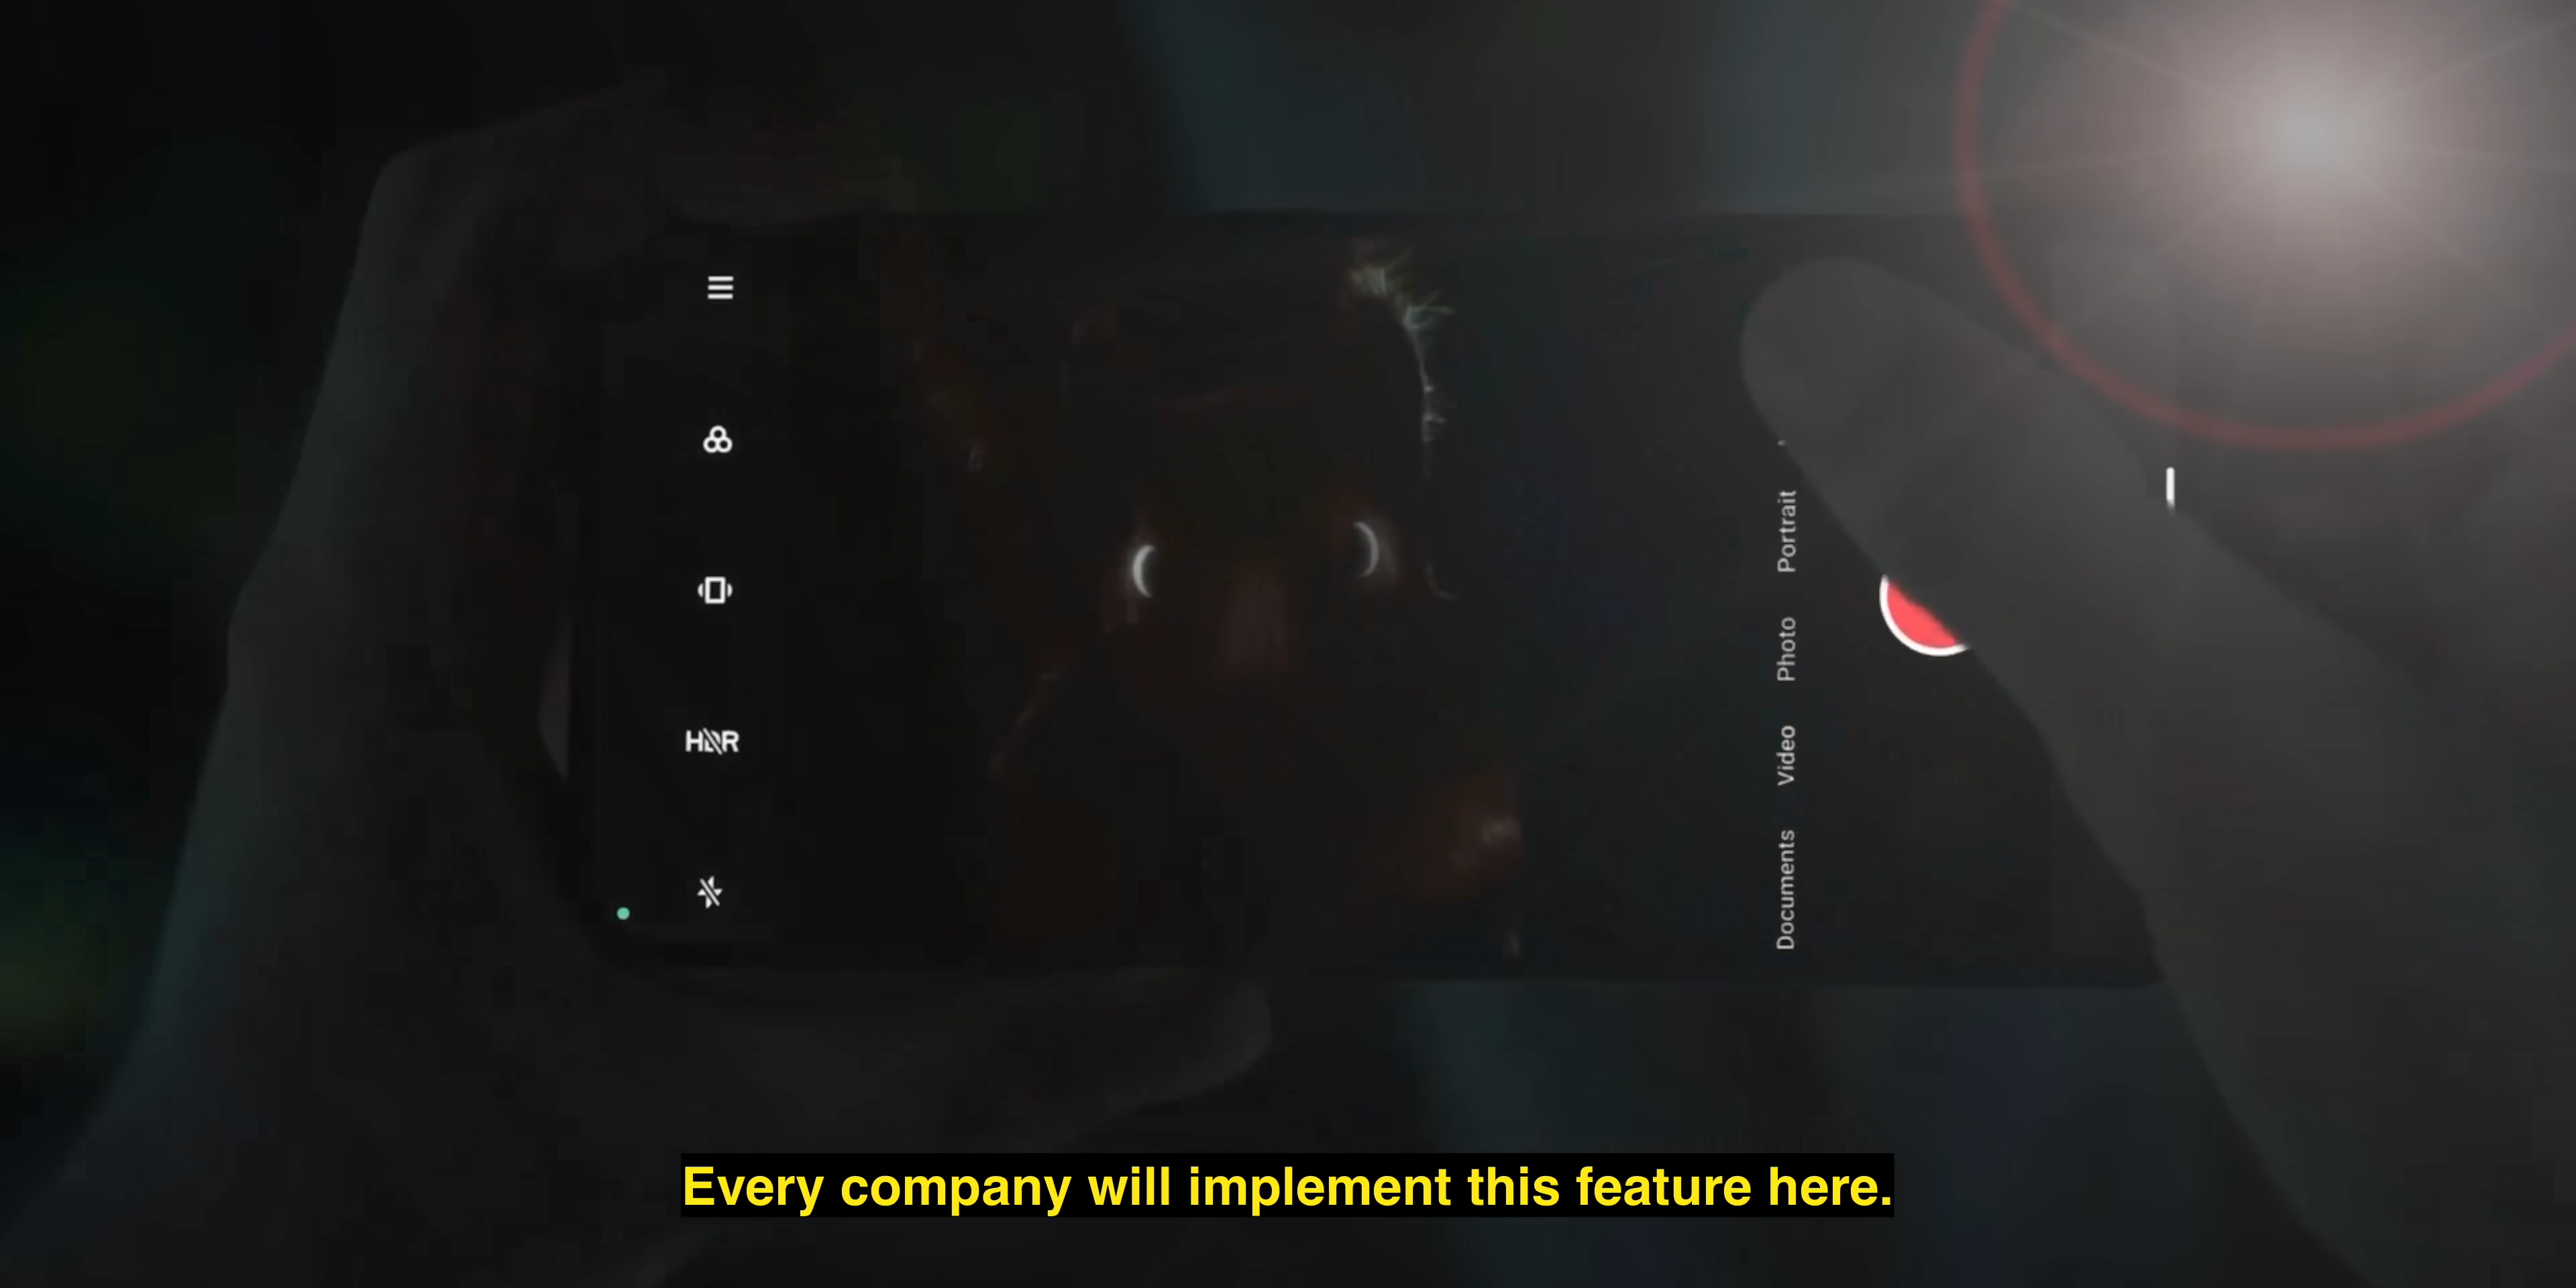 HDR
Portrait
Photo
Video
Documents
Every company will implement this feature here.